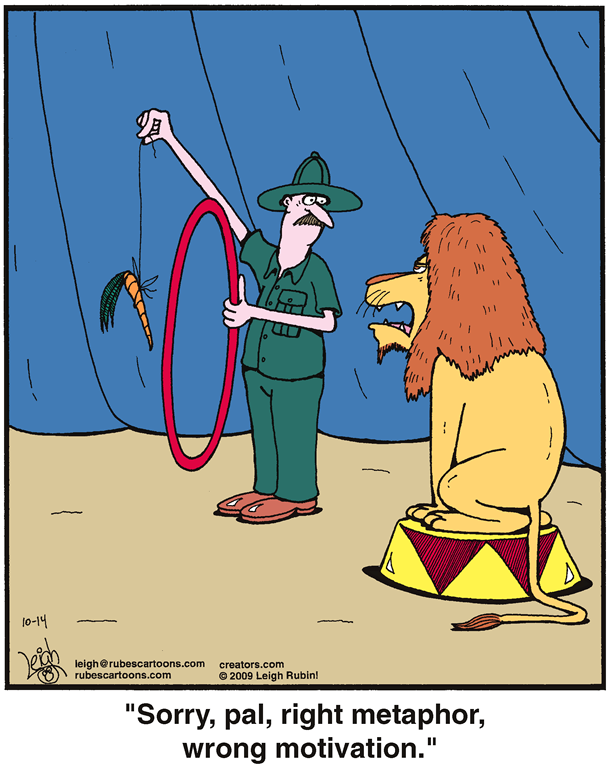 10-14
Leigh
leigh@rubescartoons.com creators.com
rubescartoons.com © 2009 Leigh Rubin!
"Sorry, pal, right metaphor,
wrong motivation."